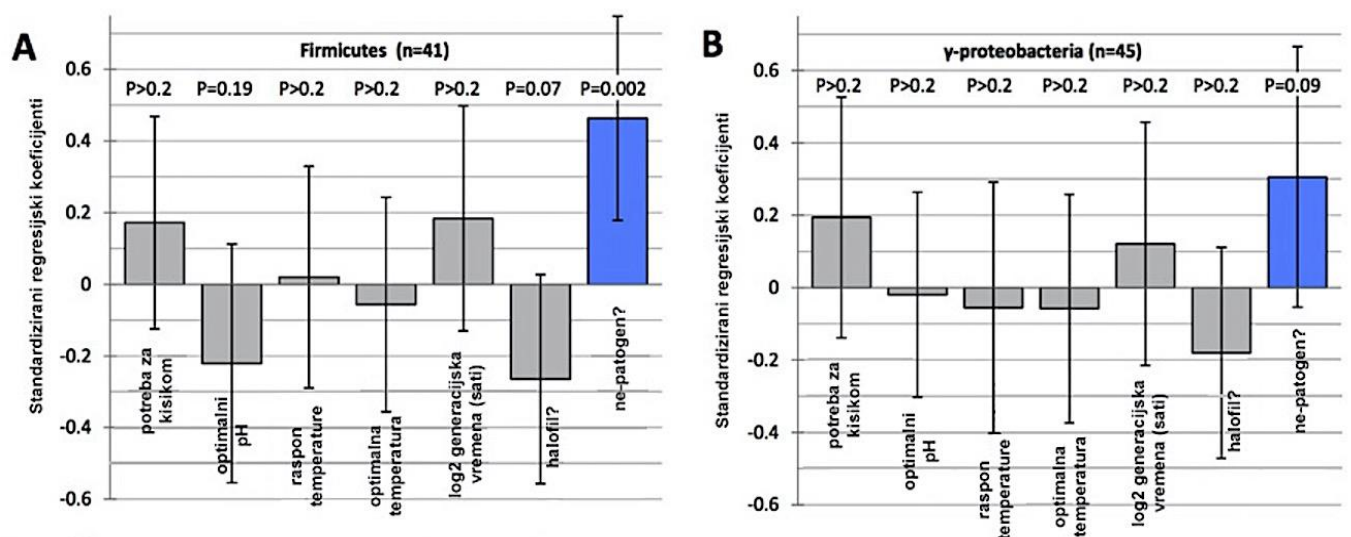 A
Firmicutes (n=41)
Standardizirani regresijski koeficijenti
0.6
0.4
0.2
0
-0.2
-0.4
-0.6
P>0.2 P=0.19 P>0.2 P>0.2 P>0.2 P=0.07 P=0.002
potreba za
kisikom
optimalni
pH
raspon
temperature
optimalna
temperatura
log2 generacijska
vremena (sati)
halofil?
ne-patogen?
B
γ-proteobacteria (n=45)
Standardizirani regresijski koeficijenti
0.6
0.4
0.2
0
-0.2
-0.4
-0.6
P>0.2 P>0.2 P>0.2 P>0.2 P>0.2 P>0.2 P=0.09
potreba za
kisikom
optimalni
pH
raspon
temperature
optimalna
temperatura
log2 generacijska
vremena (sati)
halofil?
ne-patogen?